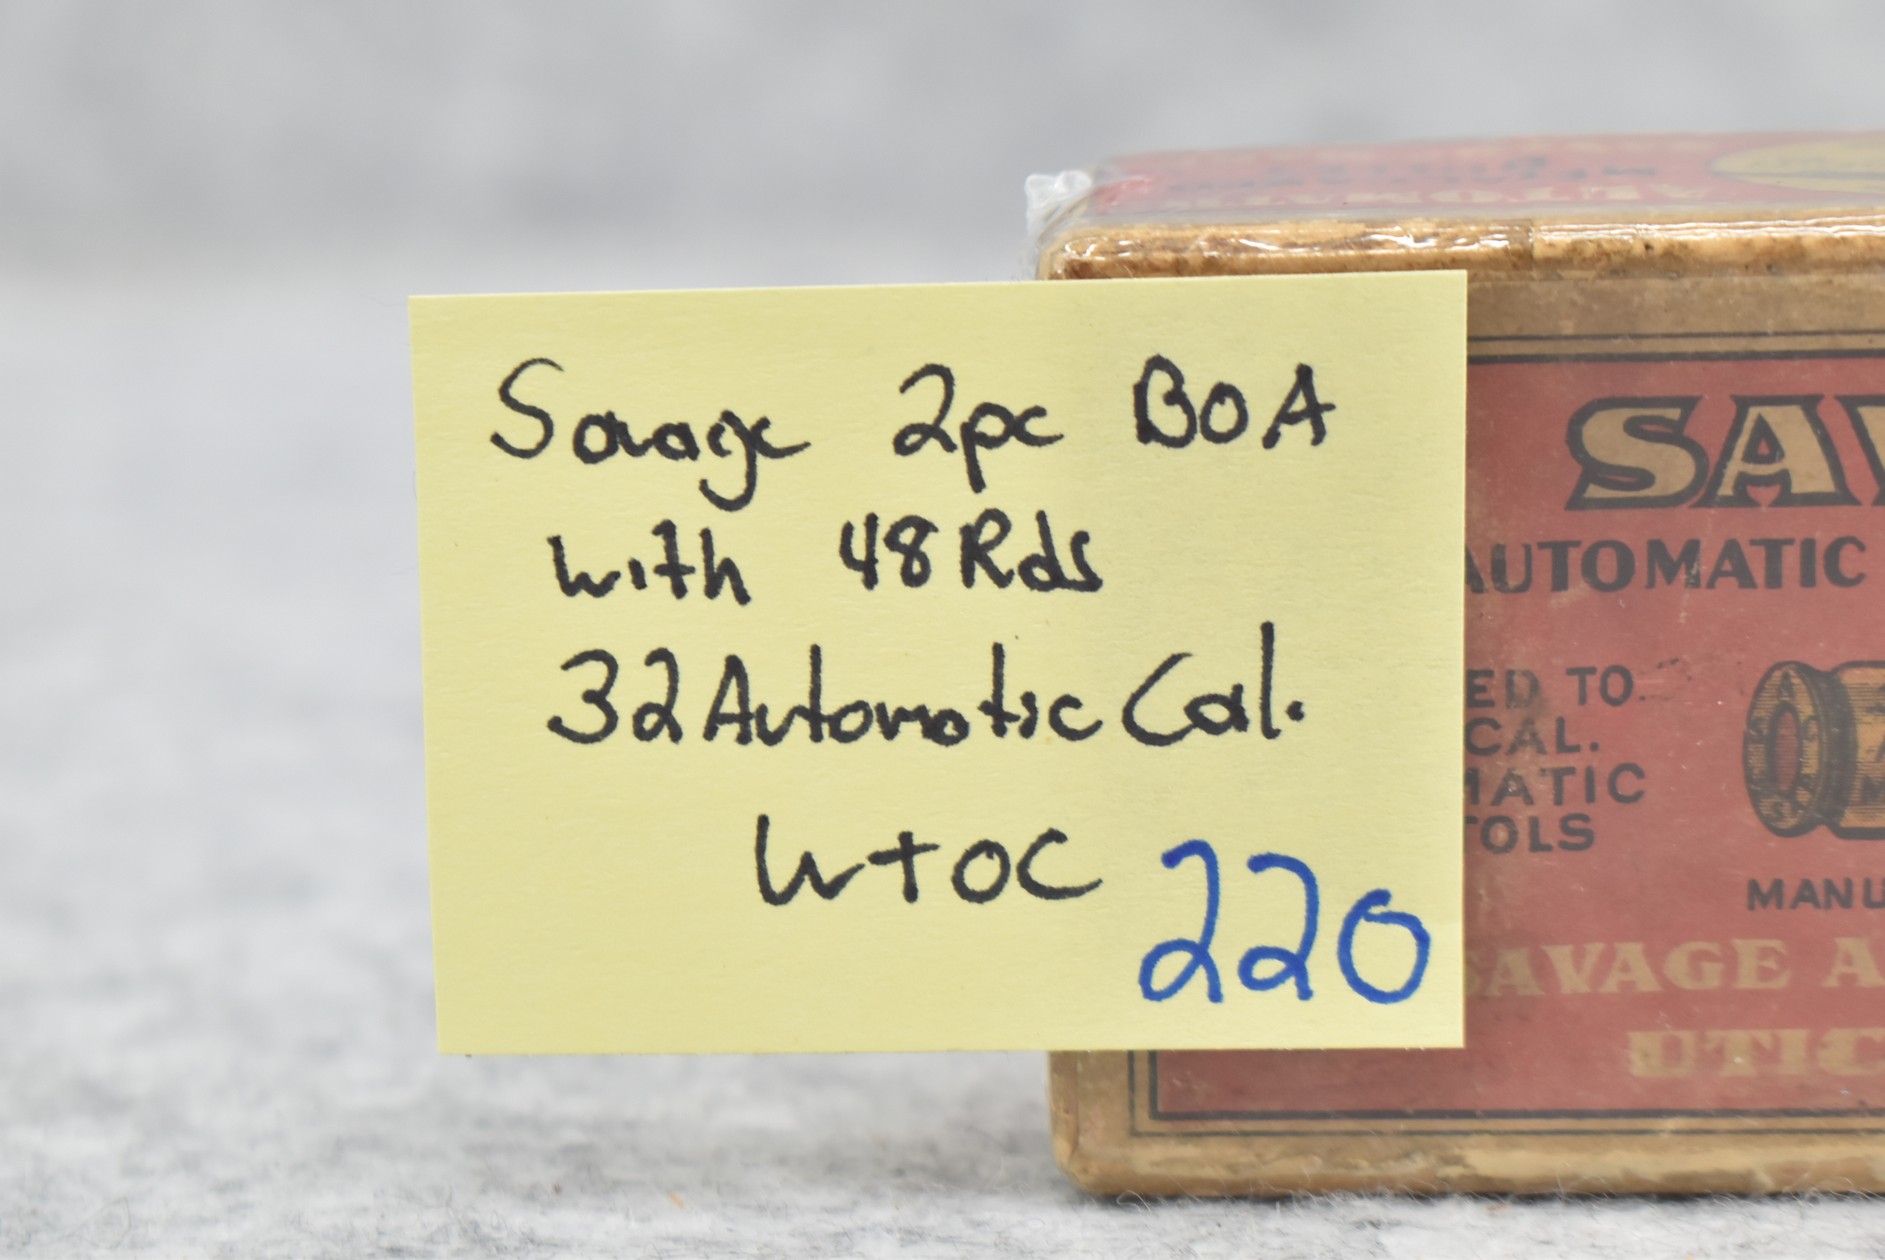 Savage 2pc BOA
with 48 Rds
32 Automatic Cal.
W+OC 220
SAV
AUTOMATIC
ED TO
CAL.
MATIC
TOLS
MANU
SAVAGE A
UTIC